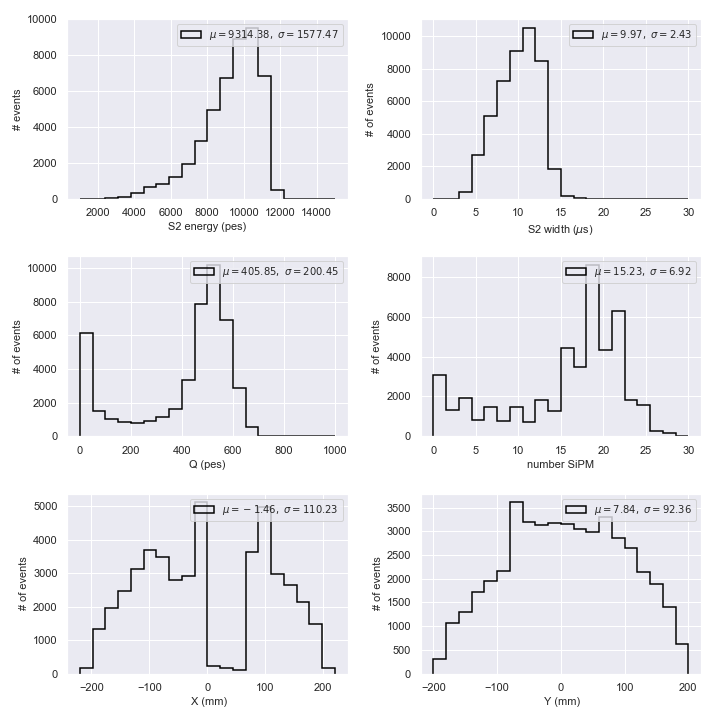 μ = 9314.38, σ = 1577.47
10000
8000
6000
4000
2000
0
# events
2000 4000 6000 8000 10000 12000 14000
S2 energy (pes)
μ = 9.97, σ = 2.43
10000
8000
6000
4000
2000
0
# of events
0 5 10 15 20 25 30
S2 width (μs)
μ = 405.85, σ = 200.45
10000
8000
6000
4000
2000
0
# of events
0 200 400 600 800 1000
Q (pes)
μ = 15.23, σ = 6.92
8000
6000
4000
2000
0
# of events
0 5 10 15 20 25 30
number SiPM
μ = −1.46, σ = 110.23
5000
4000
3000
2000
1000
0
# of events
−200 −100 0 100 200
X (mm)
μ = 7.84, σ = 92.36
3500
3000
2500
2000
1500
1000
500
0
# of events
−200 −100 0 100 200
Y (mm)